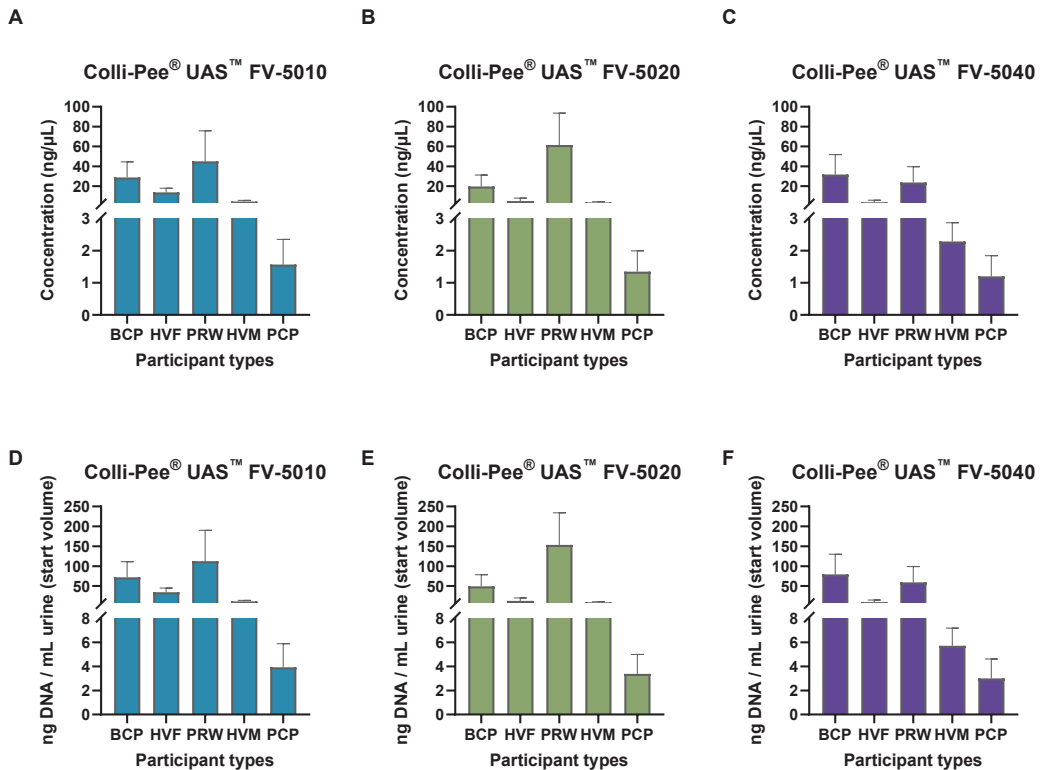 A
Colli-Pee® UAS™ FV-5010
Concentration (ng/µL)
100
80
60
40
20
3
2
1
0
BCP HVF PRW HVM PCP
Participant types
B
Colli-Pee® UAS™ FV-5020
Concentration (ng/µL)
100
80
60
40
20
3
2
1
0
BCP HVF PRW HVM PCP
Participant types
C
Colli-Pee® UAS™ FV-5040
Concentration (ng/µL)
100
80
60
40
20
3
2
1
0
BCP HVF PRW HVM PCP
Participant types
D
Colli-Pee® UAS™ FV-5010
ng DNA / mL urine (start volume)
250
200
150
100
50
8
6
4
2
0
BCP HVF PRW HVM PCP
Participant types
E
Colli-Pee® UAS™ FV-5020
ng DNA / mL urine (start volume)
250
200
150
100
50
8
6
4
2
0
BCP HVF PRW HVM PCP
Participant types
F
Colli-Pee® UAS™ FV-5040
ng DNA / mL urine (start volume)
250
200
150
100
50
8
6
4
2
0
BCP HVF PRW HVM PCP
Participant types